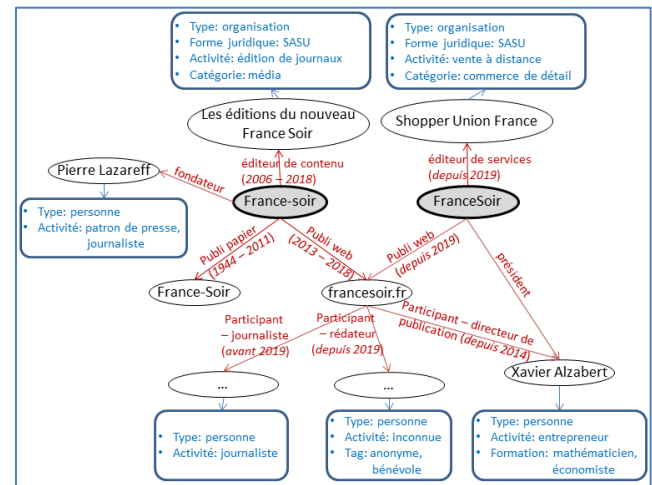 • Type: organisation
• Forme juridique: SASU
• Activité: édition de journaux
• Catégorie: média
• Type: organisation
• Forme juridique: SASU
• Activité: vente à distance
• Catégorie: commerce de détail
Les éditions du nouveau
France Soir
Shopper Union France
Pierre Lazareff
fondateur
éditeur de contenu
(2006 – 2018)
éditeur de services
(depuis 2019)
• Type: personne
• Activité: patron de presse,
journaliste
France-soir
FranceSoir
Publi papier
(1944 – 2011)
Publi web
(2013 – 2018)
Publi web
(depuis 2019)
président
France-Soir
francesoir.fr
Participant
– journaliste
(avant 2019)
Participant
– rédateur
(depuis 2019)
Participant – directeur de
publication (depuis 2014)
...
...
Xavier Alzabert
• Type: personne
• Activité: journaliste
• Type: personne
• Activité: inconnue
• Tag: anonyme,
bénévole
• Type: personne
• Activité: entrepreneur
• Formation: mathématicien,
économiste